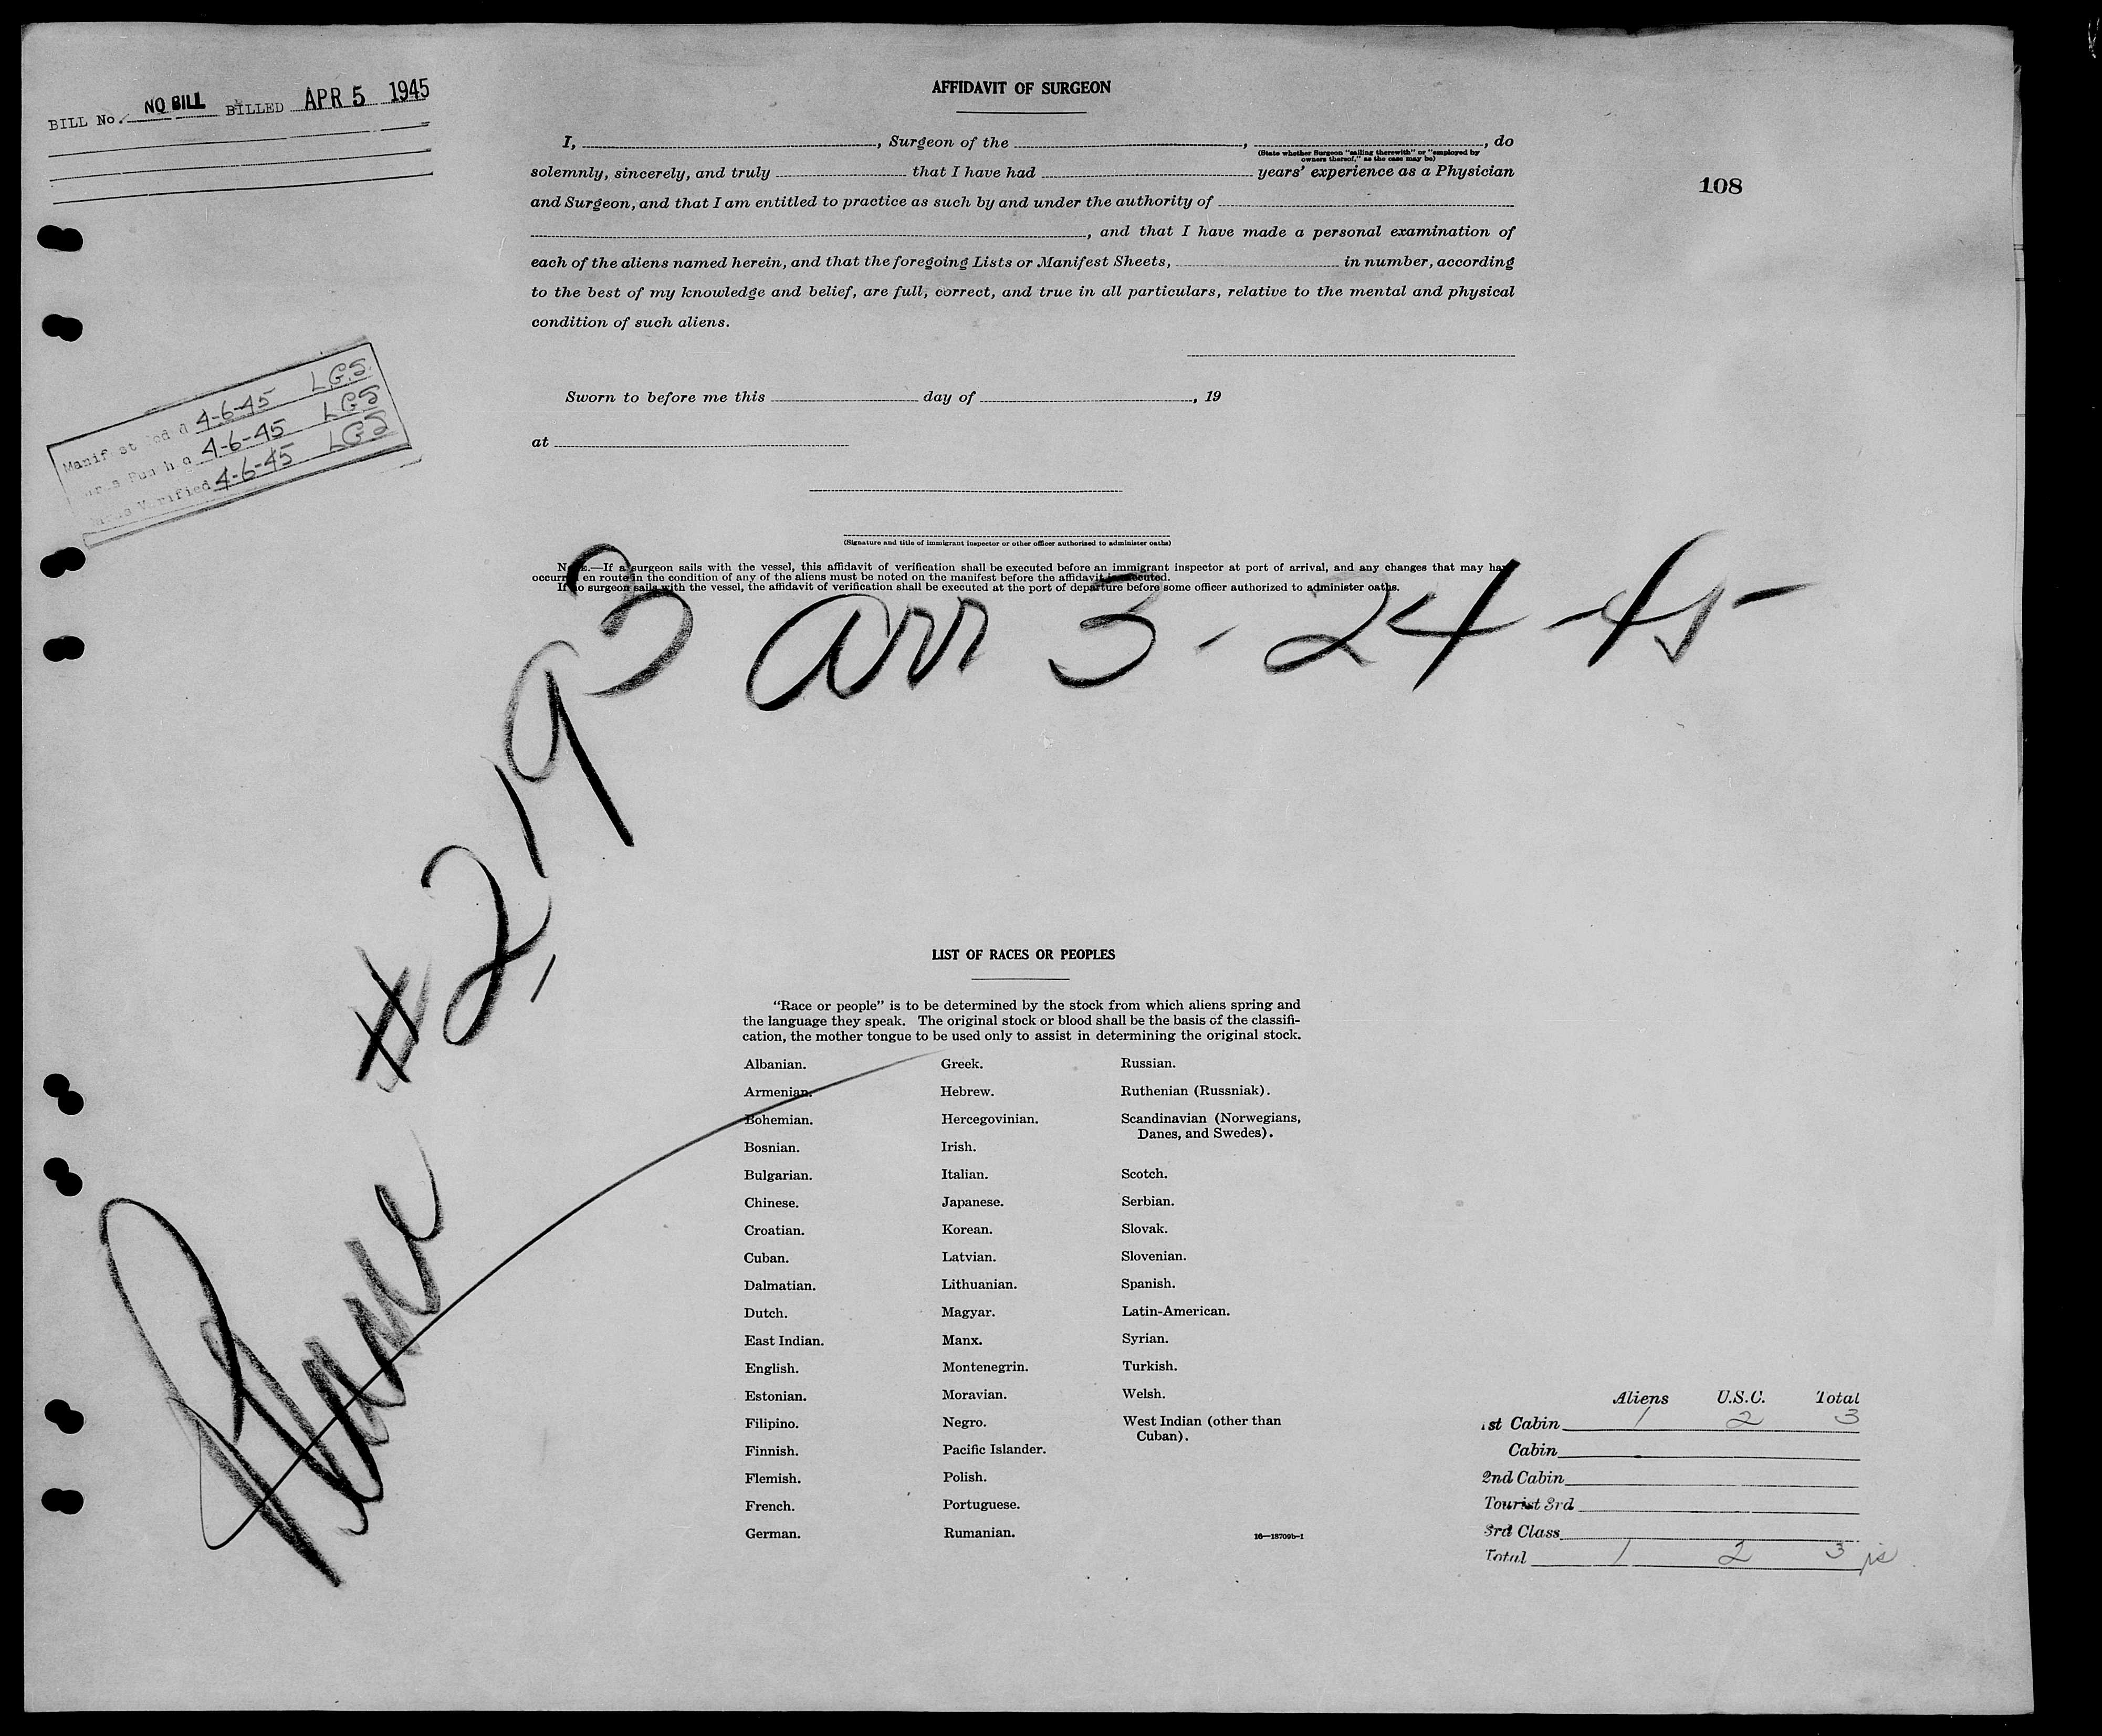 BILL No. NO BILL BILLED APR 5 1945
AFFIDAVIT OF SURGEON
I, , Surgeon of the , , do
(State whether Surgeon "sailing therewith" or "employed by
owners thereof," as the case may be)
solemnly, sincerely, and truly that I have had years' experience as a Physician
and Surgeon, and that I am entitled to practice as such by and under the authority of
, and that I have made a personal examination of
each of the aliens named herein, and that the foregoing Lists or Manifest Sheets, in number, according
to the best of my knowledge and belief, are full, correct, and true in all particulars, relative to the mental and physical
condition of such aliens.
108
Sworn to before me this day of , 19
at
(Signature and title of immigrant inspector or other officer authorized to administer oaths)
4-6-45 LGS
4-6-45 LGS
Verified 4-6-45 LGS
If a surgeon sails with the vessel, this affidavit of verification shall be executed before an immigrant inspector at port of arrival, and any changes that may
en route in the condition of any of the aliens must be noted on the manifest before the affidavit is executed.
If no surgeon sails with the vessel, the affidavit of verification shall be executed at the port of departure before some officer authorized to administer oaths.
arr 3-24-45
Plane #2193
LIST OF RACES OR PEOPLES
"Race or people" is to be determined by the stock from which aliens spring and
the language they speak. The original stock or blood shall be the basis of the classifi-
cation, the mother tongue to be used only to assist in determining the original stock.
Albanian.
Armenian.
Bohemian.
Bosnian.
Bulgarian.
Chinese.
Croatian.
Cuban.
Dalmatian.
Dutch.
East Indian.
English.
Estonian.
Filipino.
Finnish.
Flemish.
French.
German.
Greek.
Hebrew.
Hercegovinian.
Irish.
Italian.
Japanese.
Korean.
Latvian.
Lithuanian.
Magyar.
Manx.
Montenegrin.
Moravian.
Negro.
Pacific Islander.
Polish.
Portuguese.
Rumanian.
Russian.
Ruthenian (Russniak).
Scandinavian (Norwegians,
Danes, and Swedes).
Scotch.
Serbian.
Slovak.
Slovenian.
Spanish.
Latin-American.
Syrian.
Turkish.
Welsh.
West Indian (other than
Cuban).
16—18709b-1
Aliens U.S.C. Total
1st Cabin 1 2 3
Cabin
2nd Cabin
Tourist 3rd
3rd Class
Total 1 2 3